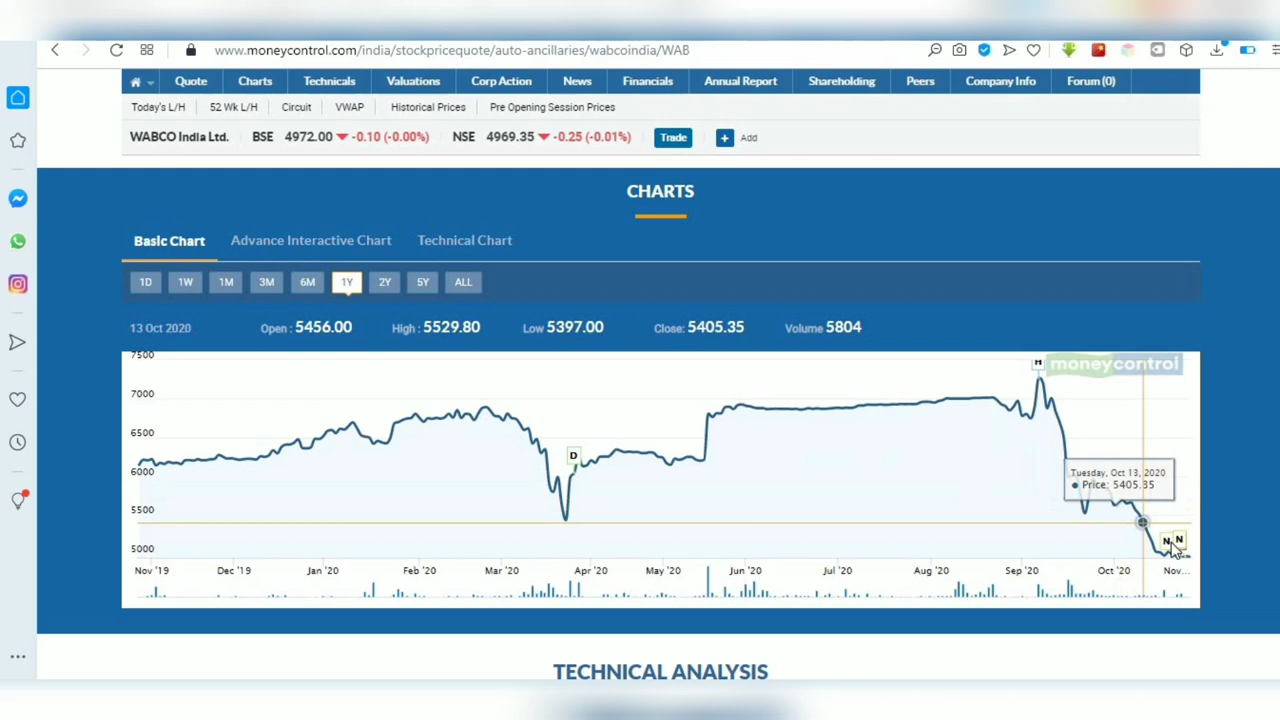 www.moneycontrol.com/india/stockpricequote/auto-ancillaries/wabcoindia/WAB
Quote Charts Technicals Valuations Corp Action News Financials Annual Report Shareholding Peers Company Info Forum (0)
Today's L/H 52 Wk L/H Circuit VWAP Historical Prices Pre Opening Session Prices
WABCO India Ltd. BSE 4972.00 -0.10 (-0.00%) NSE 4969.35 -0.25 (-0.01%) Trade + Add
CHARTS
Basic Chart Advance Interactive Chart Technical Chart
1D 1W 1M 3M 6M 1Y 2Y 5Y ALL
13 Oct 2020 Open : 5456.00 High : 5529.80 Low 5397.00 Close: 5405.35 Volume 5804
7500
H moneycontrol
7000
6500
D
6000
Tuesday, Oct 13, 2020
Price: 5405.35
5500
N N
5000
Nov '19 Dec '19 Jan '20 Feb '20 Mar '20 Apr '20 May '20 Jun '20 Jul '20 Aug '20 Sep '20 Oct '20 Nov...
TECHNICAL ANALYSIS